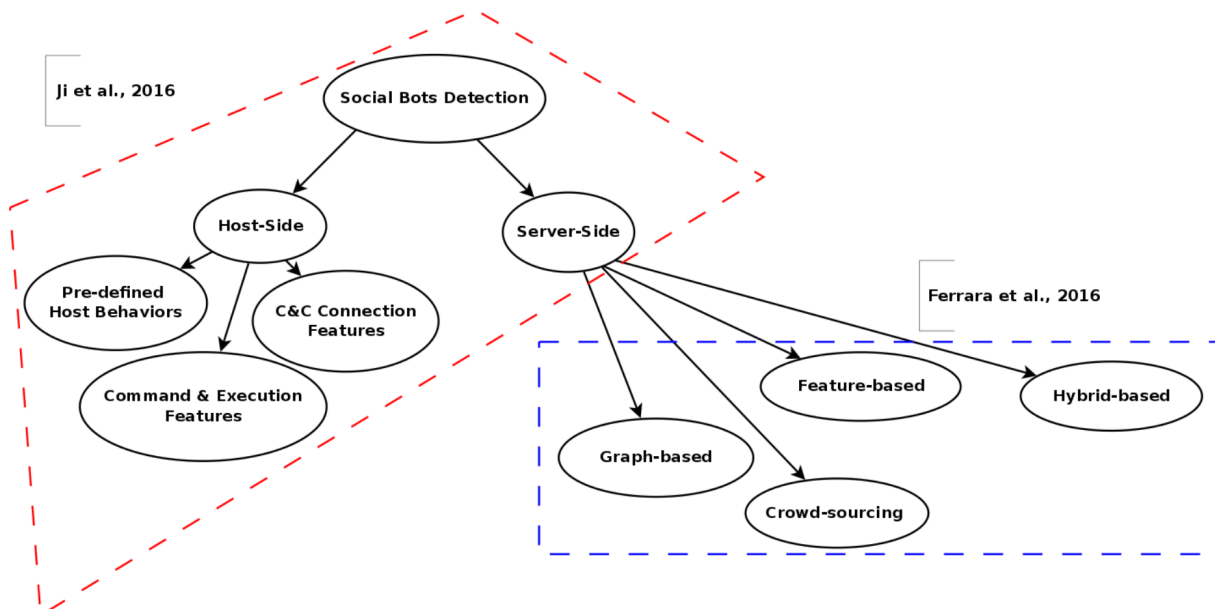 Ji et al., 2016
Social Bots Detection
Host-Side
Server-Side
Pre-defined
Host Behaviors
C&C Connection
Features
Command & Execution
Features
Ferrara et al., 2016
Feature-based
Hybrid-based
Graph-based
Crowd-sourcing